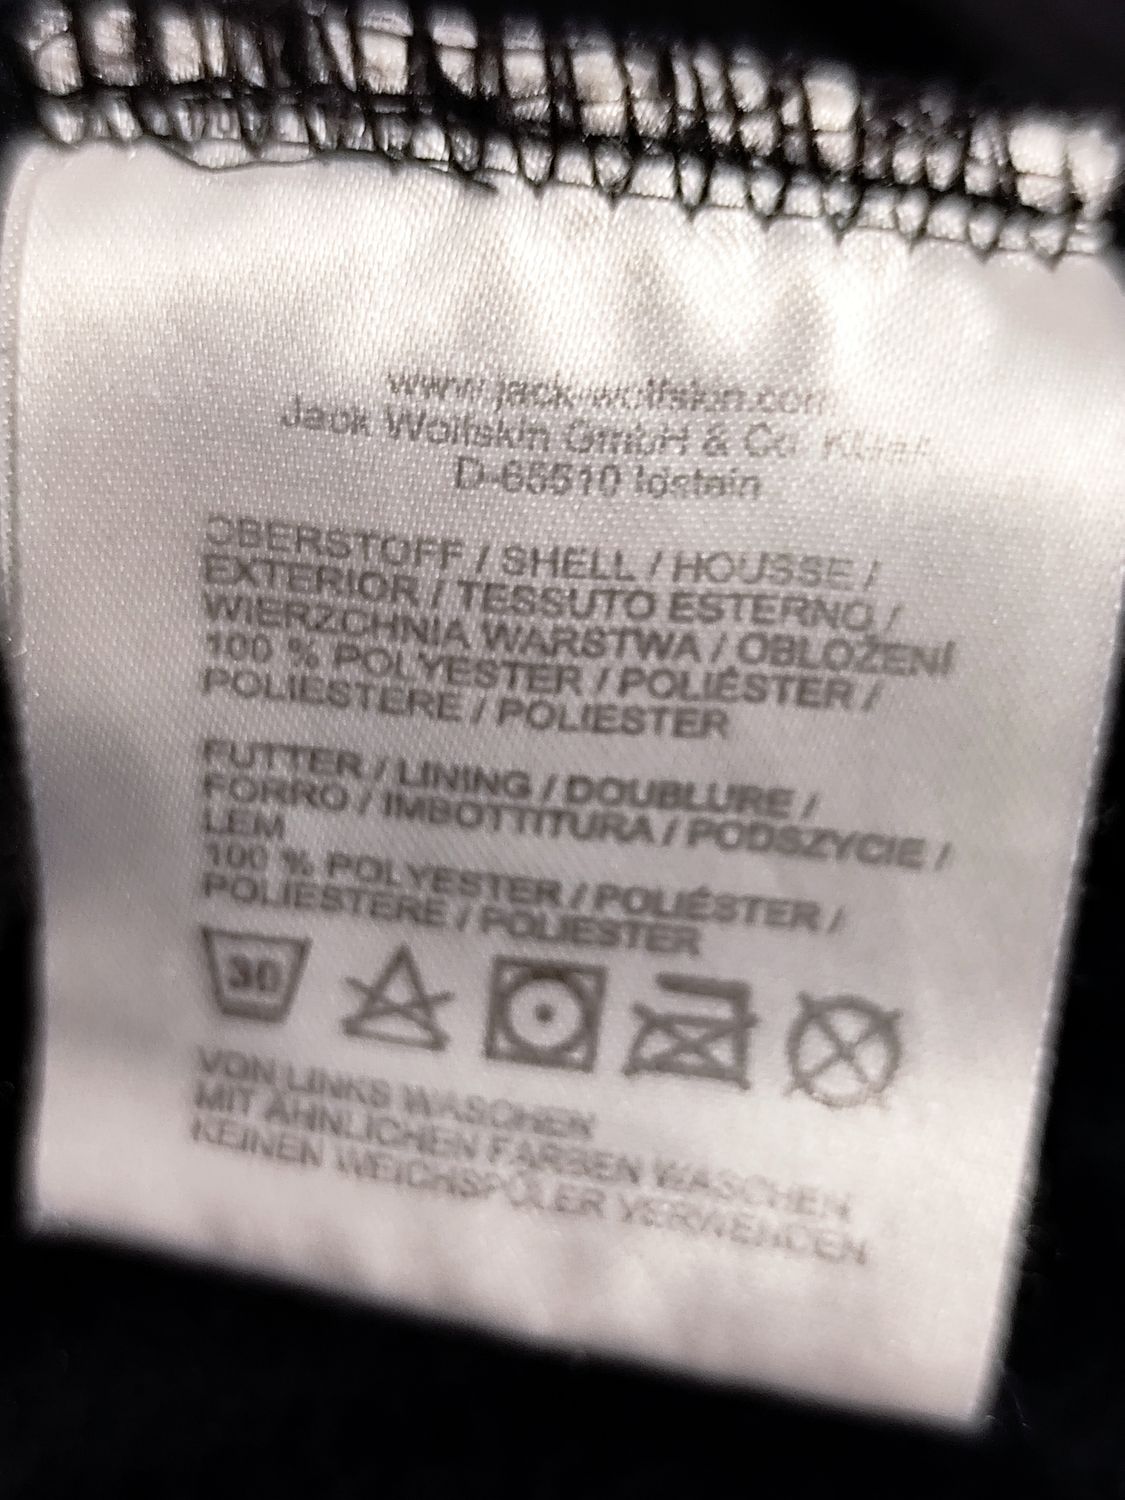 www.jack-wolfskin.com
Jack Wolfskin GmbH & Co. KGaA
D-65510 Idstein
OBERSTOFF / SHELL / HOUSSE /
EXTERIOR / TESSUTO ESTERNO /
WIERZCHNIA WARSTWA / OBLOŽENÍ
100 % POLYESTER / POLIÉSTER /
POLIESTERE / POLIESTER
FUTTER / LINING / DOUBLURE /
FORRO / IMBOTTITURA / PODSZYCIE /
LEM
100 % POLYESTER / POLIÉSTER /
POLIESTERE / POLIESTER
30
VON LINKS WASCHEN
MIT ÄHNLICHEN FARBEN WASCHEN
KEINEN WEICHSPÜLER VERWENDEN